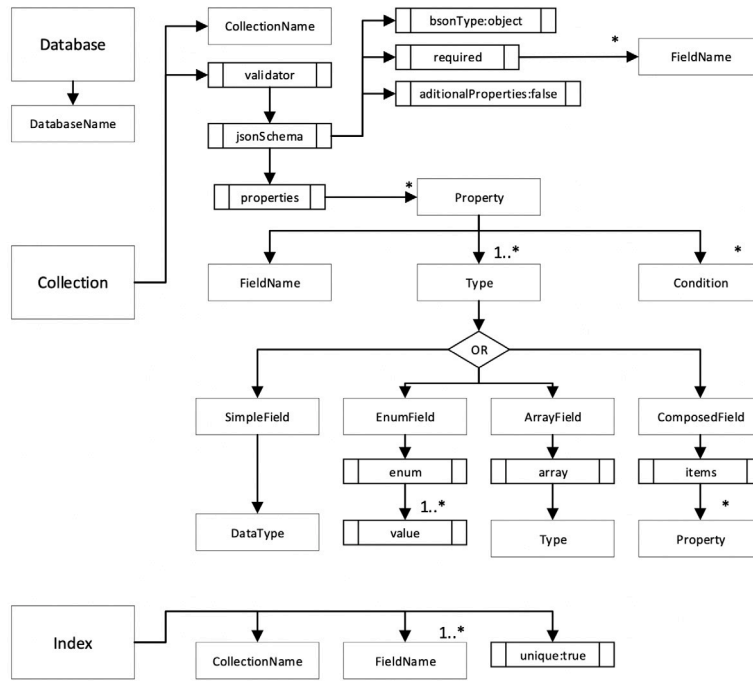 Database
DatabaseName
CollectionName
validator
jsonSchema
properties
bsonType:object
required
*
FieldName
aditionalProperties:false
*
Property
Collection
FieldName
1..*
Type
*
Condition
OR
SimpleField
EnumField
ArrayField
ComposedField
enum
array
items
1..*
*
DataType
value
Type
Property
Index
CollectionName
1..*
FieldName
unique:true